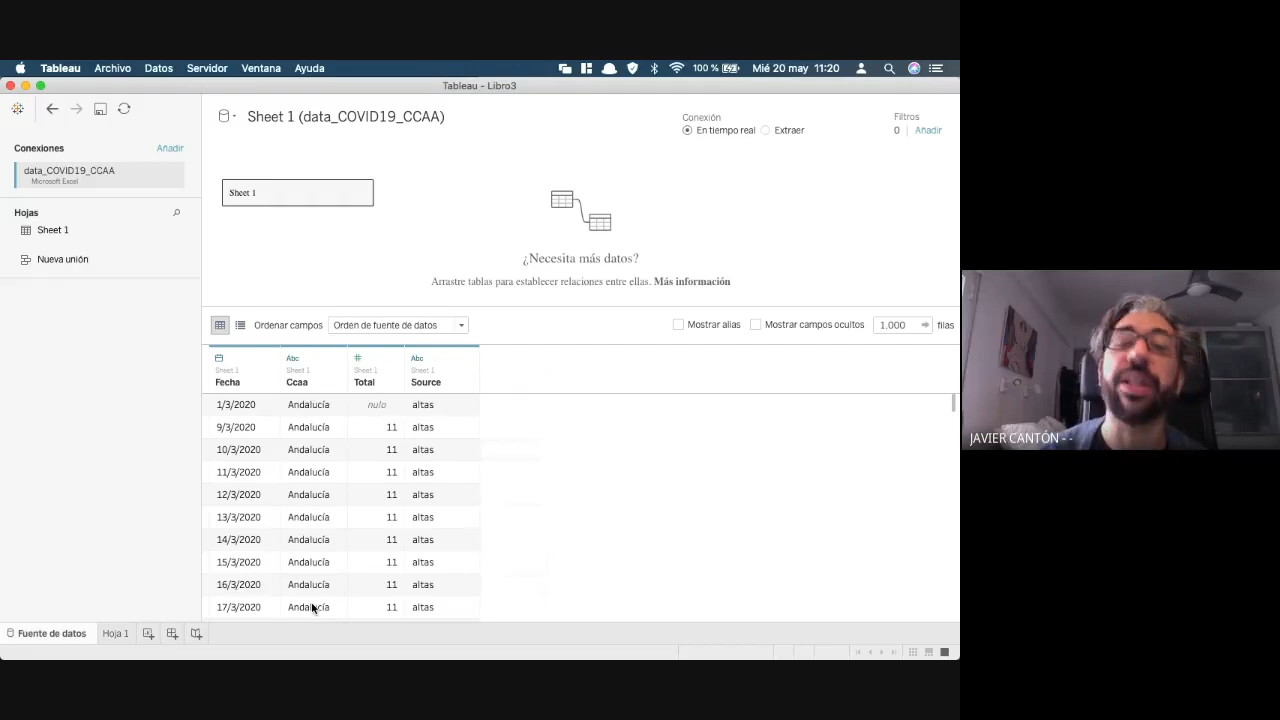 Tableau Archivo Datos Servidor Ventana Ayuda 100 % Mié 20 may 11:20
Tableau - Libro3
Sheet 1 (data_COVID19_CCAA)
Conexión
En tiempo real Extraer
Filtros
0 Añadir
Conexiones Añadir
data_COVID19_CCAA
Microsoft Excel
Hojas
Sheet 1
Nueva unión
Sheet 1
¿Necesita más datos?
Arrastre tablas para establecer relaciones entre ellas. Más información
Ordenar campos Orden de fuente de datos Mostrar alias Mostrar campos ocultos 1,000 filas
Abc # Abc
Sheet 1 Sheet 1 Sheet 1 Sheet 1
Fecha Ccaa Total Source
1/3/2020 Andalucía nulo altas
9/3/2020 Andalucía 11 altas
10/3/2020 Andalucía 11 altas
11/3/2020 Andalucía 11 altas
12/3/2020 Andalucía 11 altas
13/3/2020 Andalucía 11 altas
14/3/2020 Andalucía 11 altas
15/3/2020 Andalucía 11 altas
16/3/2020 Andalucía 11 altas
17/3/2020 Andalucía 11 altas
Fuente de datos Hoja 1
JAVIER CANTÓN - -